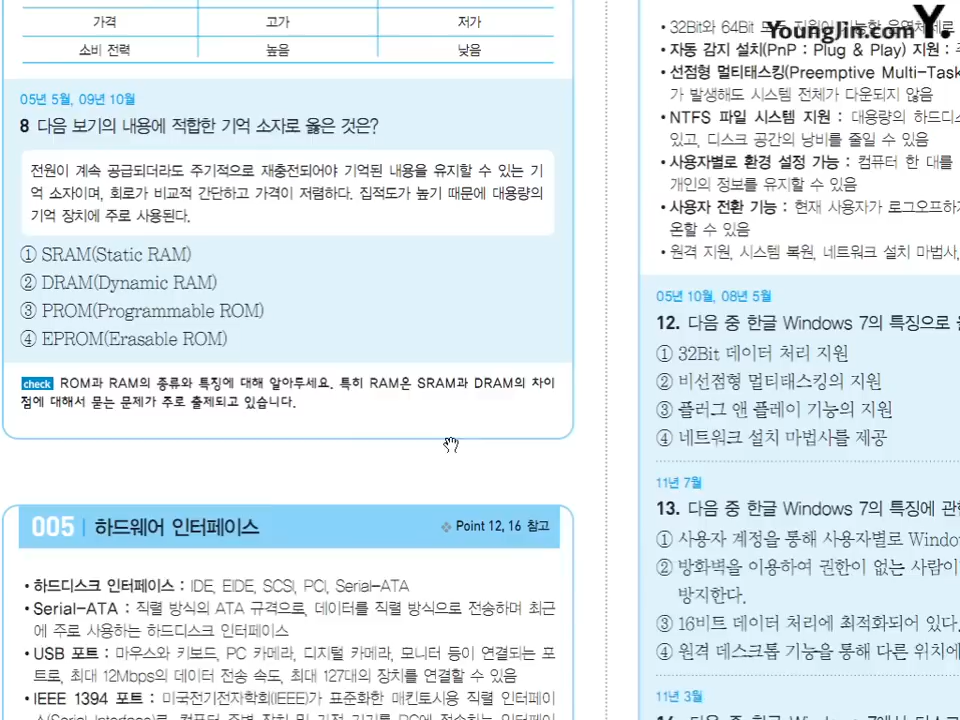 가격 고가 저가
소비 전력 높음 낮음
05년 5월, 09년 10월
8 다음 보기의 내용에 적합한 기억 소자로 옳은 것은?
전원이 계속 공급되더라도 주기적으로 재충전되어야 기억된 내용을 유지할 수 있는 기
억 소자이며, 회로가 비교적 간단하고 가격이 저렴하다. 집적도가 높기 때문에 대용량의
기억 장치에 주로 사용된다.
① SRAM(Static RAM)
② DRAM(Dynamic RAM)
③ PROM(Programmable ROM)
④ EPROM(Erasable ROM)
check ROM과 RAM의 종류와 특징에 대해 알아두세요. 특히 RAM은 SRAM과 DRAM의 차이
점에 대해서 묻는 문제가 주로 출제되고 있습니다.
005 하드웨어 인터페이스 ❖ Point 12, 16 참고
• 하드디스크 인터페이스 : IDE, EIDE, SCSI, PCI, Serial-ATA
• Serial-ATA : 직렬 방식의 ATA 규격으로, 데이터를 직렬 방식으로 전송하며 최근
에 주로 사용하는 하드디스크 인터페이스
• USB 포트 : 마우스와 키보드, PC 카메라, 디지털 카메라, 모니터 등이 연결되는 포
트로, 최대 12Mbps의 데이터 전송 속도, 최대 127대의 장치를 연결할 수 있음
• IEEE 1394 포트 : 미국전기전자학회(IEEE)가 표준화한 매킨토시용 직렬 인터페이
YoungJin.com Y.
• 32Bit와 64Bit 모두 지원이 가능한 운영체제로
• 자동 감지 설치(PnP : Plug & Play) 지원 :
• 선점형 멀티태스킹(Preemptive Multi-Task
가 발생해도 시스템 전체가 다운되지 않음
• NTFS 파일 시스템 지원 : 대용량의 하드디스
있고, 디스크 공간의 낭비를 줄일 수 있음
• 사용자별로 환경 설정 가능 : 컴퓨터 한 대를
개인의 정보를 유지할 수 있음
• 사용자 전환 기능 : 현재 사용자가 로그오프하지
온할 수 있음
• 원격 지원, 시스템 복원, 네트워크 설치 마법사,
05년 10월, 08년 5월
12. 다음 중 한글 Windows 7의 특징으로
① 32Bit 데이터 처리 지원
② 비선점형 멀티태스킹의 지원
③ 플러그 앤 플레이 기능의 지원
④ 네트워크 설치 마법사를 제공
11년 7월
13. 다음 중 한글 Windows 7의 특징에 관한
① 사용자 계정을 통해 사용자별로 Windo
② 방화벽을 이용하여 권한이 없는 사람이
방지한다.
③ 16비트 데이터 처리에 최적화되어 있다.
④ 원격 데스크톱 기능을 통해 다른 위치에
11년 3월